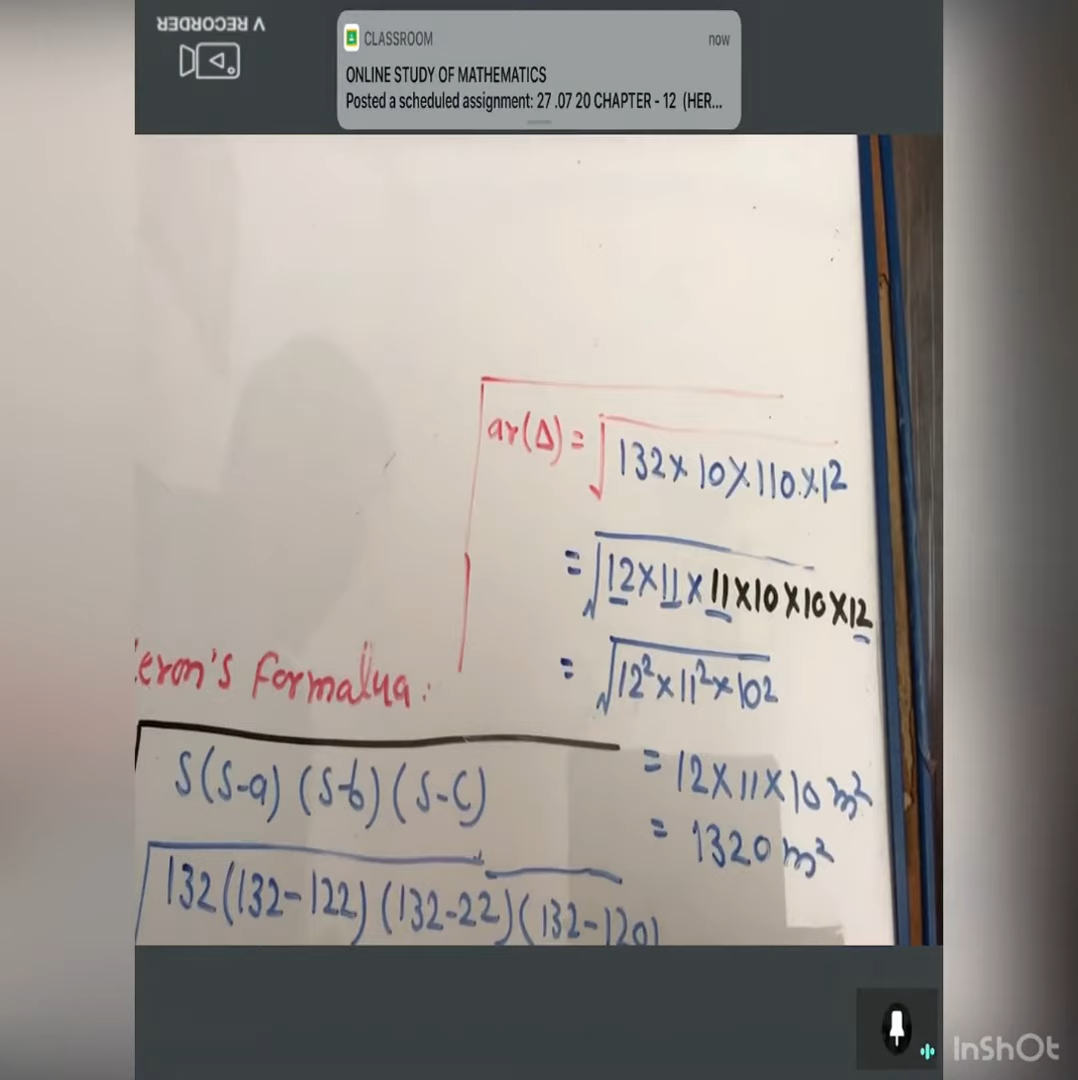 V RECORDER
CLASSROOM now
ONLINE STUDY OF MATHEMATICS
Posted a scheduled assignment: 27 .07 20 CHAPTER - 12 (HER...
ar(Δ) = √132×10×110×12
= √12×11×11×10×10×12
= √12²×11²×10²
= 12×11×10 m²
= 1320 m²
eron's Formalua:
S(S-a) (S-b) (S-C)
√132(132-122) (132-22) (132-120)
InShOt